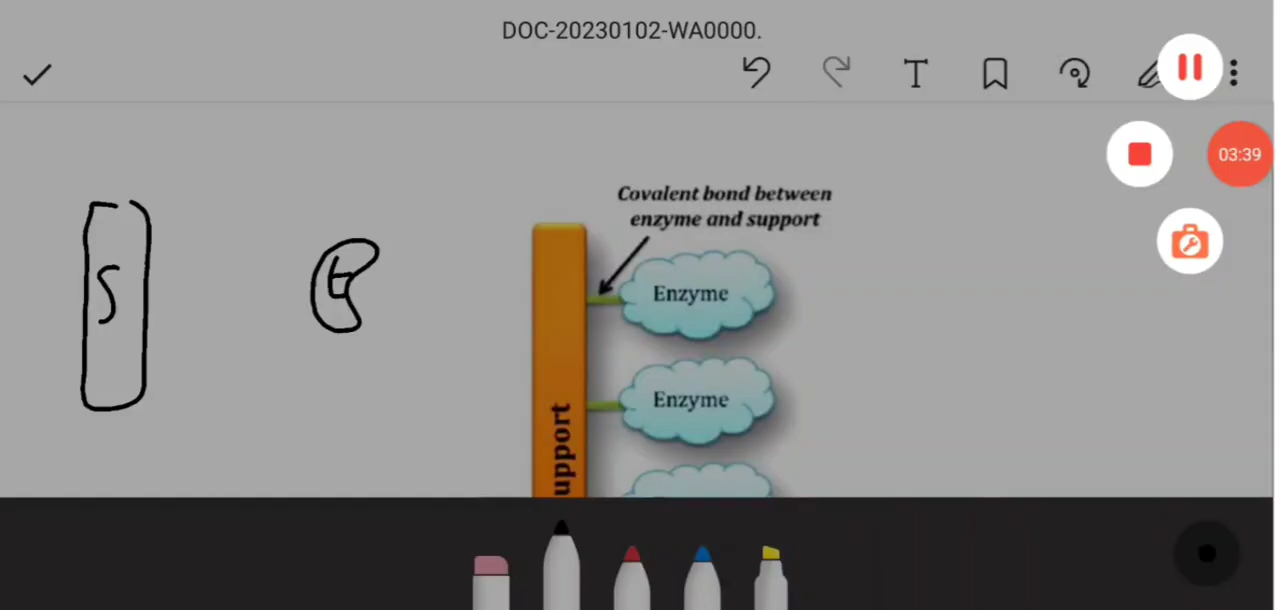 DOC-20230102-WA0000.
T
03:39
Covalent bond between
enzyme and support
S
E
Enzyme
Enzyme
upport